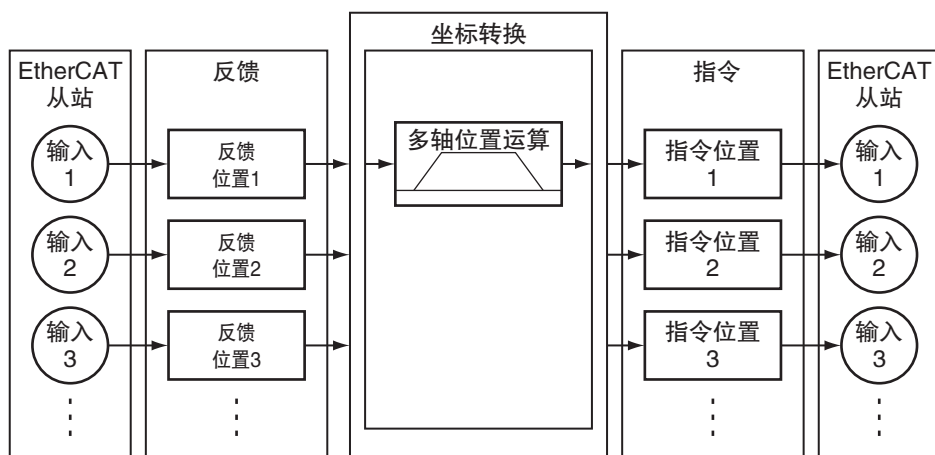 EtherCAT
从站
输入
1
输入
2
输入
3
反馈
反馈
位置1
反馈
位置2
反馈
位置3
坐标转换
多轴位置运算
指令
指令位置
1
指令位置
2
指令位置
3
EtherCAT
从站
输入
1
输入
2
输入
3